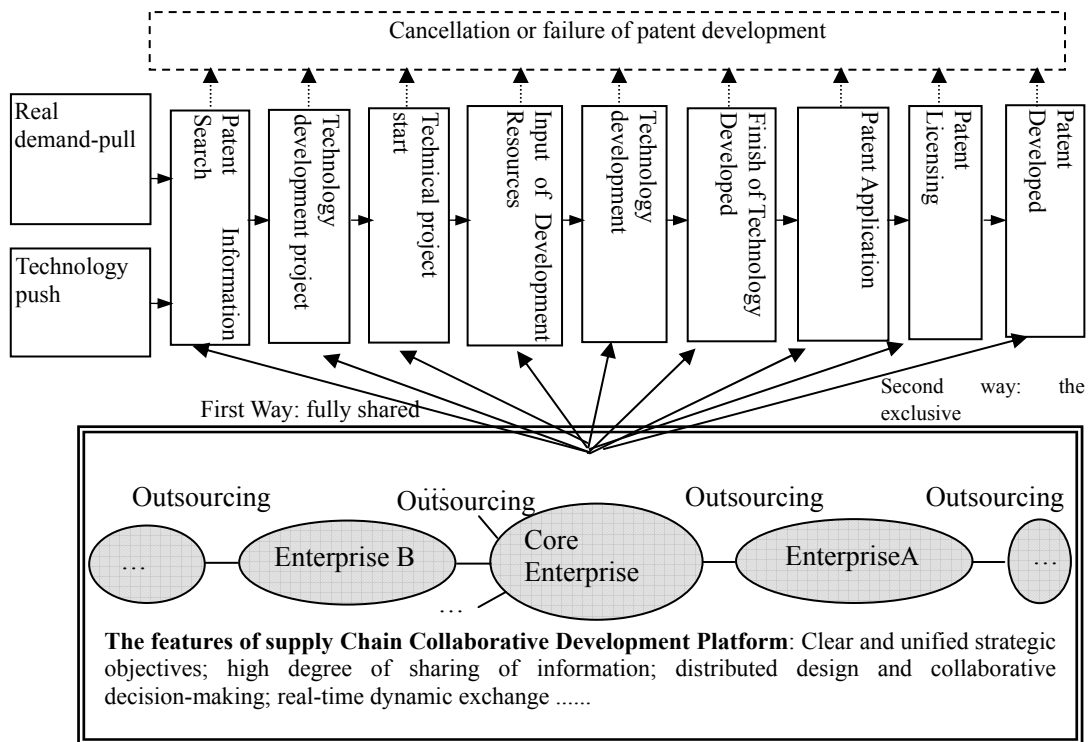 Cancellation or failure of patent development
Real
demand-pull
Technology
push
Patent Information
Search
Technology
development project
Technical project
start
Input of Development
Resources
Technology
development
Finish of Technology
Developed
Patent Application
Patent
Licensing
Patent
Developed
First Way: fully shared
Second way: the
exclusive
Outsourcing
...
Outsourcing
Outsourcing
Outsourcing
...
Enterprise B
Core
Enterprise
EnterpriseA
...
...
The features of supply Chain Collaborative Development Platform: Clear and unified strategic
objectives; high degree of sharing of information; distributed design and collaborative
decision-making; real-time dynamic exchange ......